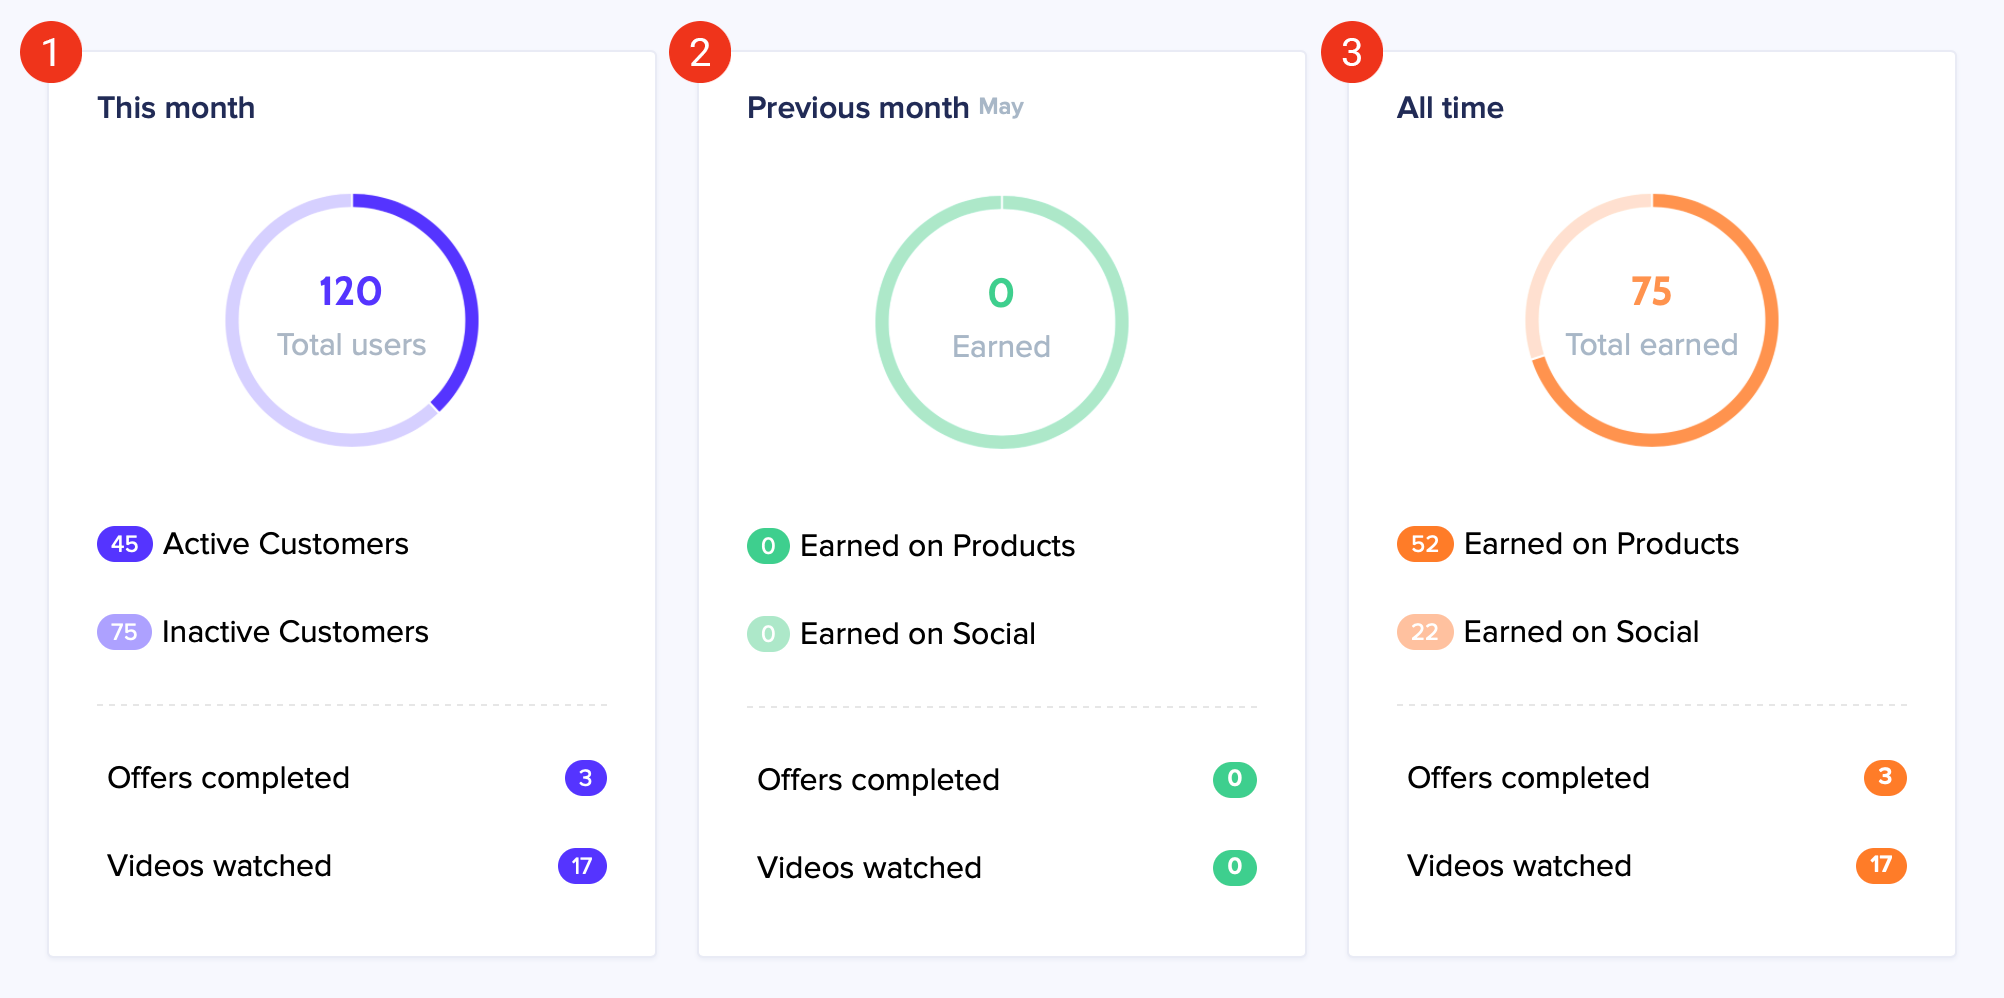 1
This month
120
Total users
45 Active Customers
75 Inactive Customers
Offers completed 3
Videos watched 17
2
Previous month May
0
Earned
0 Earned on Products
0 Earned on Social
Offers completed 0
Videos watched 0
3
All time
75
Total earned
52 Earned on Products
22 Earned on Social
Offers completed 3
Videos watched 17